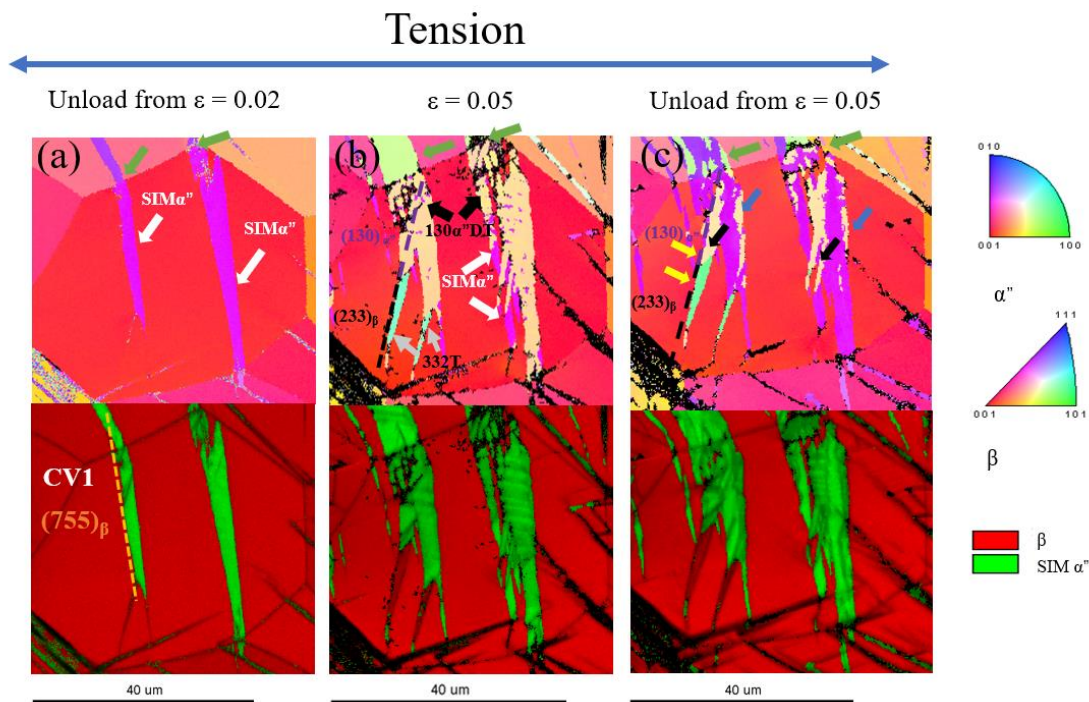 Tension
Unload from ε = 0.02
ε = 0.05
Unload from ε = 0.05
(a)
SIMα”
SIMα”
(b)
(130)α”
130α”DT
SIMα”
(233)β
332T
(c)
(130)α”
(233)β
010
001
100
α”
111
001
101
β
CV1
(755)β
β
SIM α”
40 um
40 um
40 um